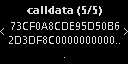 calldata (5/5)
73CF0A8CDE95D50B6
< >
2D3DF8C0000000000..